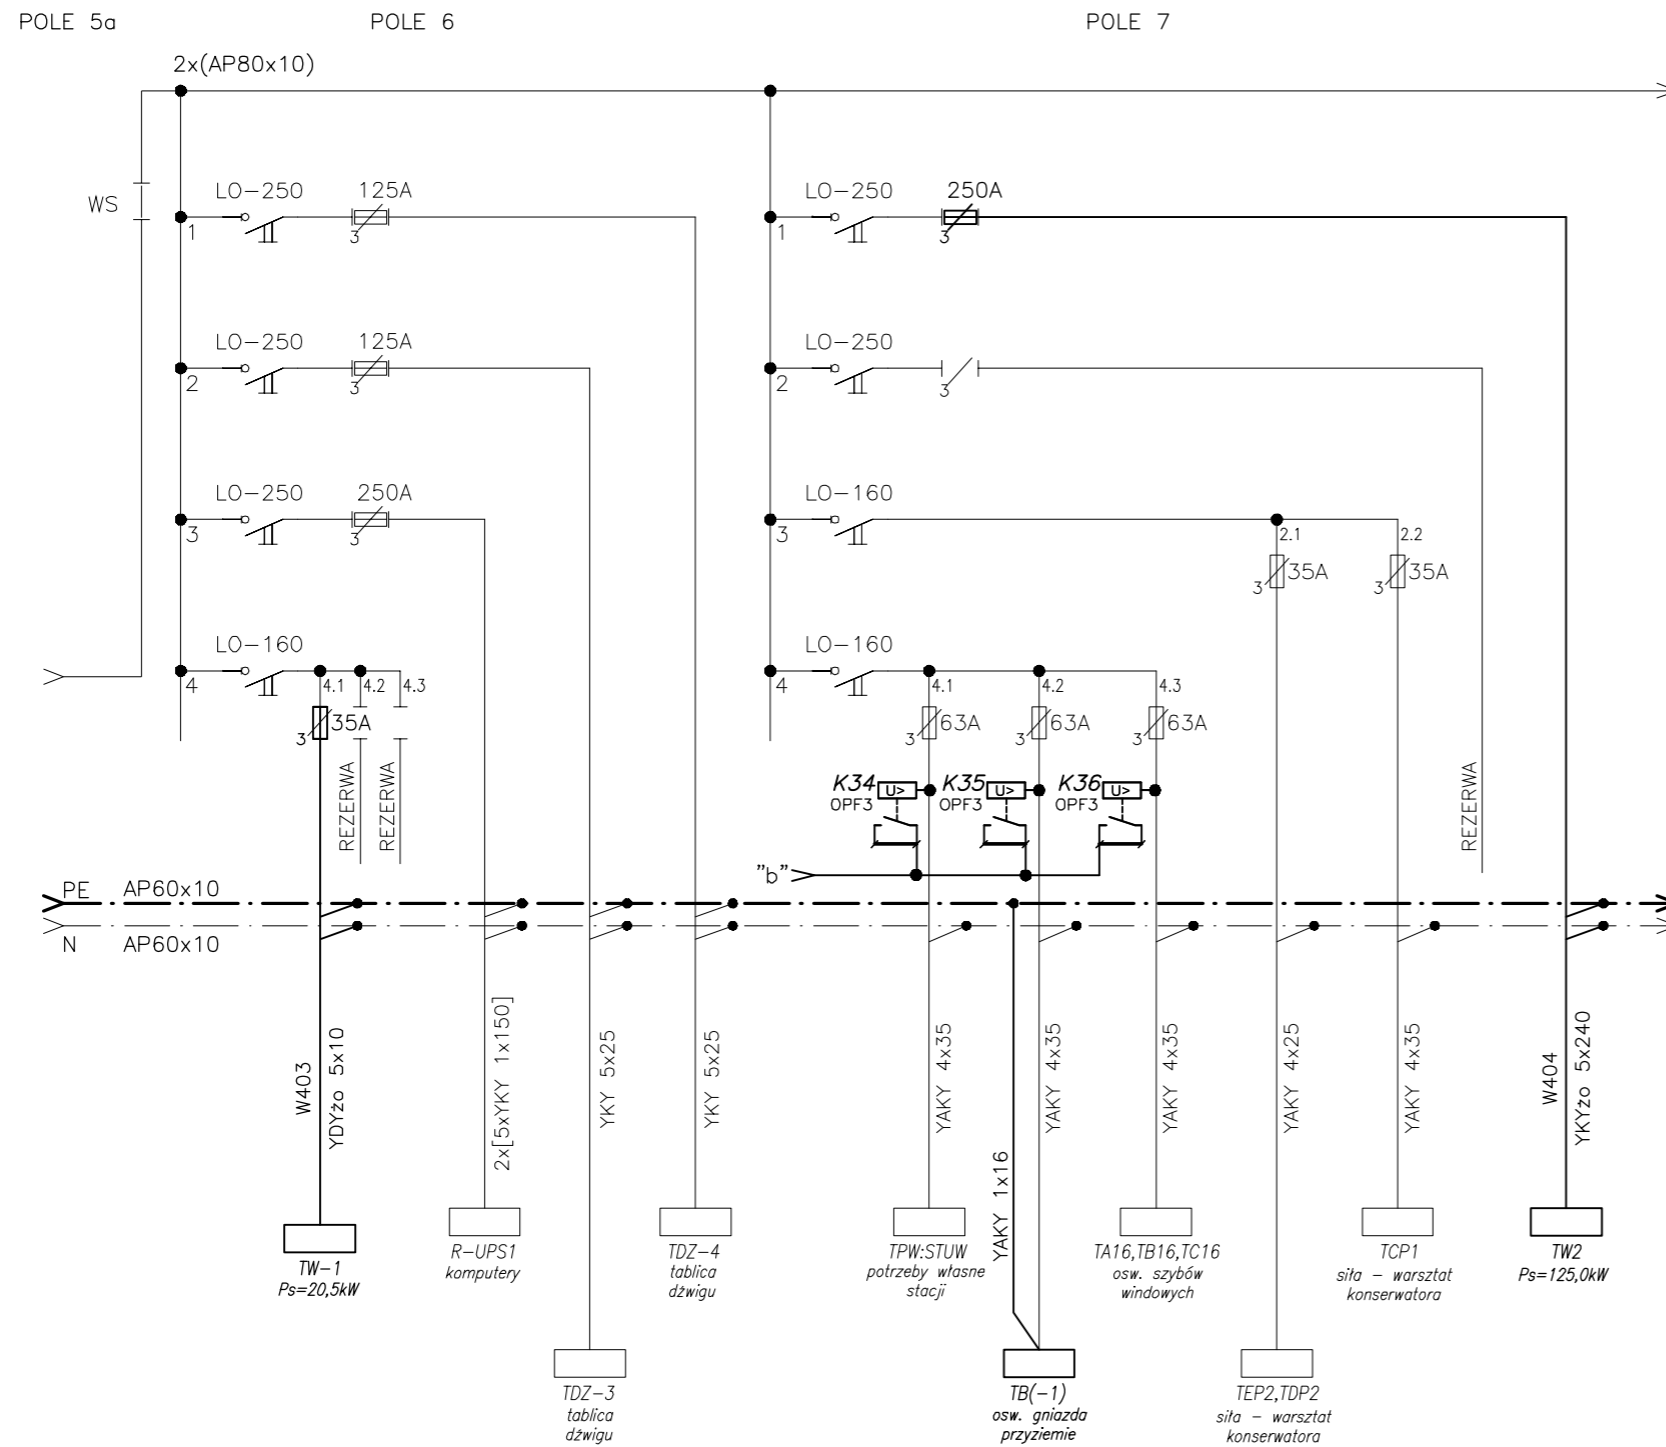 POLE 5a
POLE 6
POLE 7
2x(AP80x10)
WS
LO-250
125A
1
3
LO-250
250A
1
3
LO-250
125A
2
3
LO-250
2
3
LO-250
250A
3
3
LO-160
3
2.1
2.2
3
35A
3
35A
LO-160
4
4.1
4.2
4.3
3
35A
REZERWA
REZERWA
LO-160
4
4.1
4.2
4.3
3
63A
3
63A
3
63A
REZERWA
K34
OPF3
U>
K35
OPF3
U>
K36
OPF3
U>
"b"
PE
AP60x10
N
AP60x10
W403
YDYżo 5x10
2x[5xYKY 1x150]
YKY 5x25
YKY 5x25
YAKY 4x35
YAKY 1x16
YAKY 4x35
YAKY 4x35
YAKY 4x25
YAKY 4x35
W404
YKYżo 5x240
TW-1
Ps=20,5kW
R-UPS1
komputery
TDZ-4
tablica
dźwigu
TPW:STUW
potrzeby własne
stacji
TA16,TB16,TC16
osw. szybów
windowych
TCP1
siła - warsztat
konserwatora
TW2
Ps=125,0kW
TDZ-3
tablica
dźwigu
TB(-1)
osw. gniazda
przyziemie
TEP2,TDP2
siła - warsztat
konserwatora